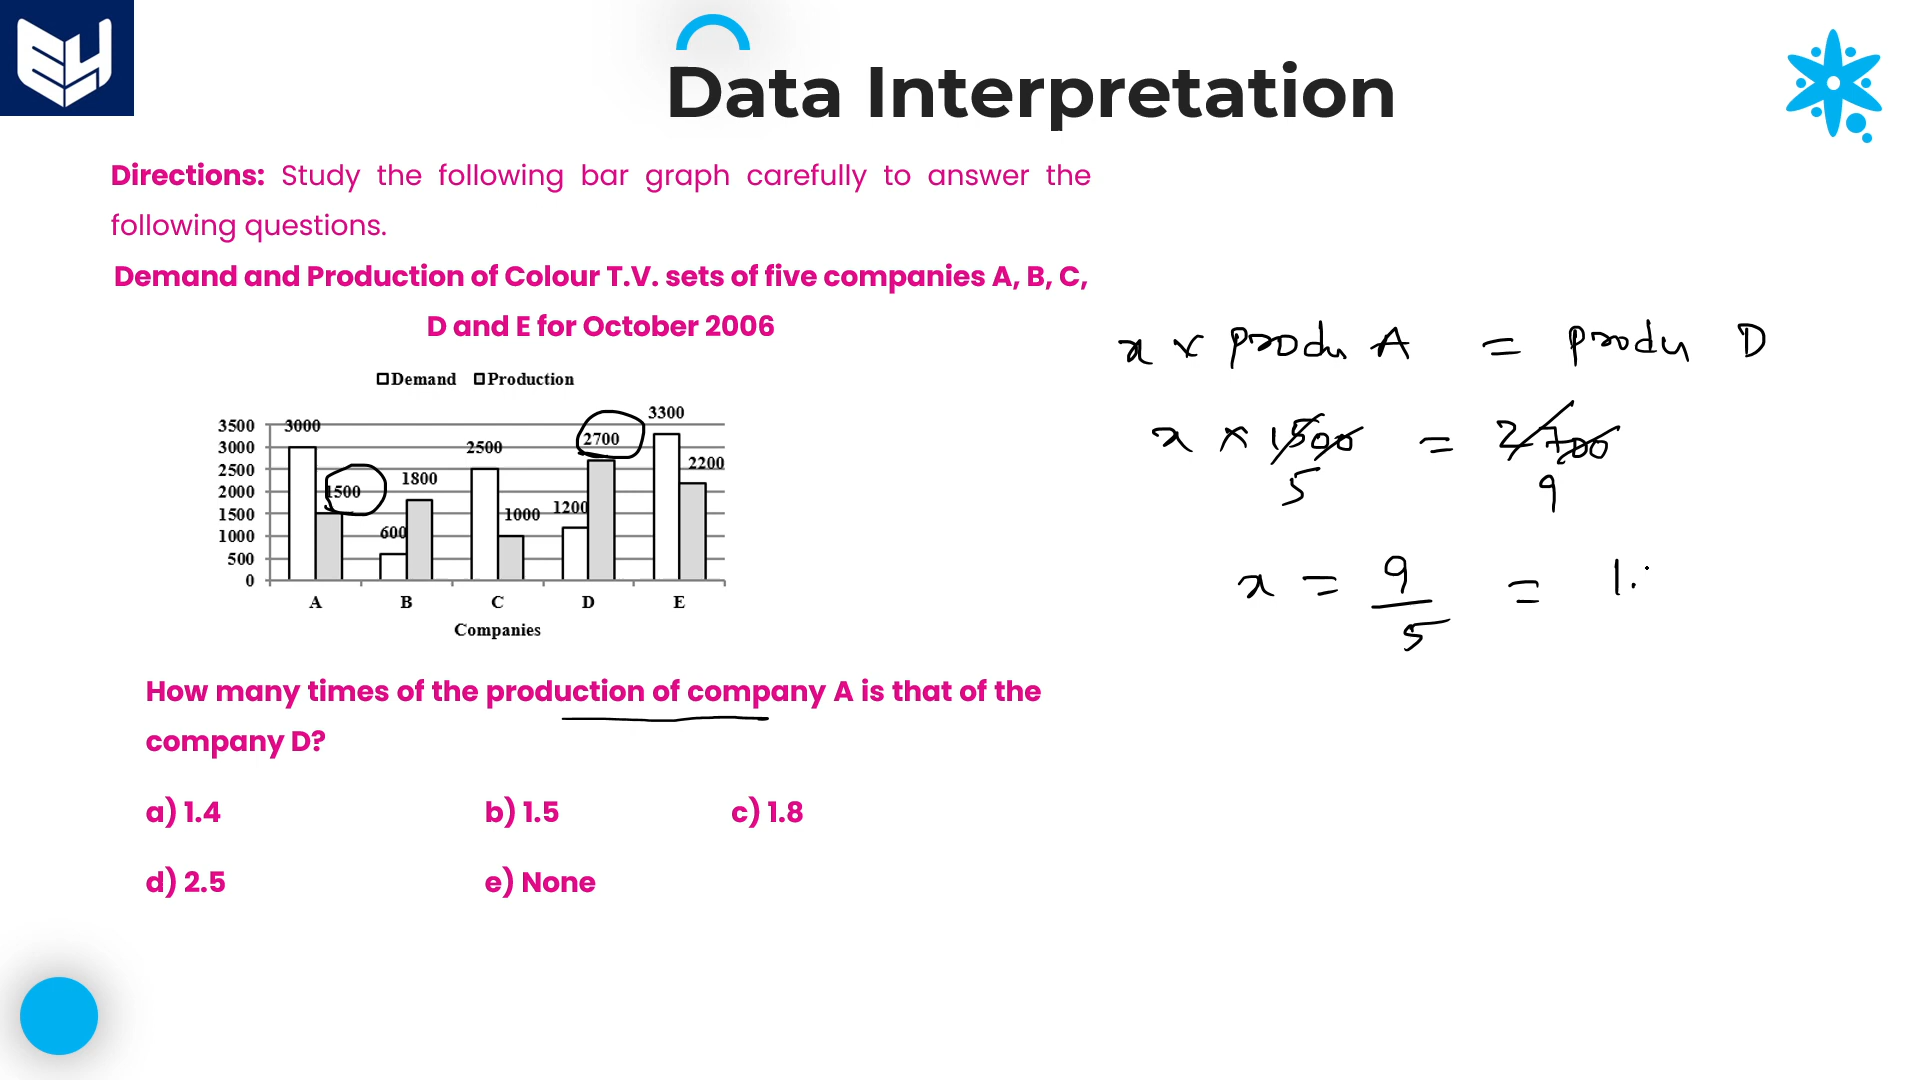 EY
Data Interpretation
Directions: Study the following bar graph carefully to answer the
following questions.
Demand and Production of Colour T.V. sets of five companies A, B, C,
D and E for October 2006
Demand Production
3500
3000
2500
2000
1500
1000
500
0
3000 1500 600 1800 2500 1000 1200 2700 3300 2200
A B C D E
Companies
How many times of the production of company A is that of the
company D?
a) 1.4 b) 1.5 c) 1.8
d) 2.5 e) None
x × produ A = produ D
x × 1500 = 2700
5 9
x = 9/5 = 1.